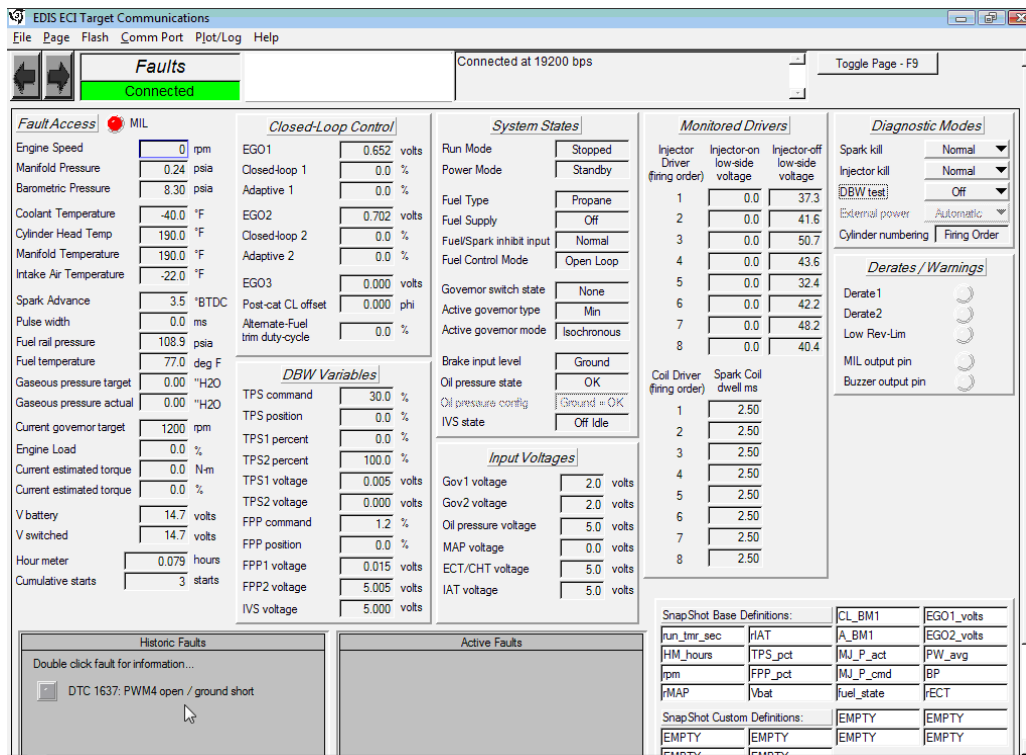 EDIS ECI Target Communications
File Page Flash Comm Port Plot/Log Help
Faults
Connected
Connected at 19200 bps
Toggle Page - F9
Fault Access MIL
Engine Speed 0 rpm
Manifold Pressure 0.24 psia
Barometric Pressure 8.30 psia
Coolant Temperature -40.0 °F
Cylinder Head Temp 190.0 °F
Manifold Temperature 190.0 °F
Intake Air Temperature -22.0 °F
Spark Advance 3.5 °BTDC
Pulse width 0.0 ms
Fuel rail pressure 108.9 psia
Fuel temperature 77.0 deg F
Gaseous pressure target 0.00 "H2O
Gaseous pressure actual 0.00 "H2O
Current governor target 1200 rpm
Engine Load 0.0 %
Current estimated torque 0.0 N-m
Current estimated torque 0.0 %
V battery 14.7 volts
V switched 14.7 volts
Hour meter 0.079 hours
Cumulative starts 3 starts
Closed-Loop Control
EGO1 0.652 volts
Closed-loop 1 0.0 %
Adaptive 1 0.0 %
EGO2 0.702 volts
Closed-loop 2 0.0 %
Adaptive 2 0.0 %
EGO3 0.000 volts
Post-cat CL offset 0.000 phi
Alternate-Fuel
trim duty-cycle 0.0 %
DBW Variables
TPS command 30.0 %
TPS position 0.0 %
TPS1 percent 0.0 %
TPS2 percent 100.0 %
TPS1 voltage 0.005 volts
TPS2 voltage 0.000 volts
FPP command 1.2 %
FPP position 0.0 %
FPP1 voltage 0.015 volts
FPP2 voltage 5.005 volts
IVS voltage 5.000 volts
System States
Run Mode Stopped
Power Mode Standby
Fuel Type Propane
Fuel Supply Off
Fuel/Spark inhibit input Normal
Fuel Control Mode Open Loop
Governor switch state None
Active governor type Min
Active governor mode Isochronous
Brake input level Ground
Oil pressure state OK
Oil pressure config Ground = OK
IVS state Off Idle
Input Voltages
Gov1 voltage 2.0 volts
Gov2 voltage 2.0 volts
Oil pressure voltage 5.0 volts
MAP voltage 0.0 volts
ECT/CHT voltage 5.0 volts
IAT voltage 5.0 volts
Monitored Drivers
Injector Injector-on Injector-off
Driver low-side low-side
(firing order) voltage voltage
1 0.0 37.3
2 0.0 41.6
3 0.0 50.7
4 0.0 43.6
5 0.0 32.4
6 0.0 42.2
7 0.0 48.2
8 0.0 40.4
Coil Driver Spark Coil
(firing order) dwell ms
1 2.50
2 2.50
3 2.50
4 2.50
5 2.50
6 2.50
7 2.50
8 2.50
Diagnostic Modes
Spark kill Normal
Injector kill Normal
DBW test Off
External power Automatic
Cylinder numbering Firing Order
Derates / Warnings
Derate1
Derate2
Low Rev-Lim
MIL output pin
Buzzer output pin
Historic Faults
Double click fault for information...
DTC 1637: PWM4 open / ground short
Active Faults
SnapShot Base Definitions: CL_BM1 EGO1_volts
run_tmr_sec rIAT A_BM1 EGO2_volts
HM_hours TPS_pct MJ_P_act PW_avg
rpm FPP_pct MJ_P_cmd BP
rMAP Vbat fuel_state rECT
SnapShot Custom Definitions: EMPTY EMPTY
EMPTY EMPTY EMPTY EMPTY
EMPTY EMPTY